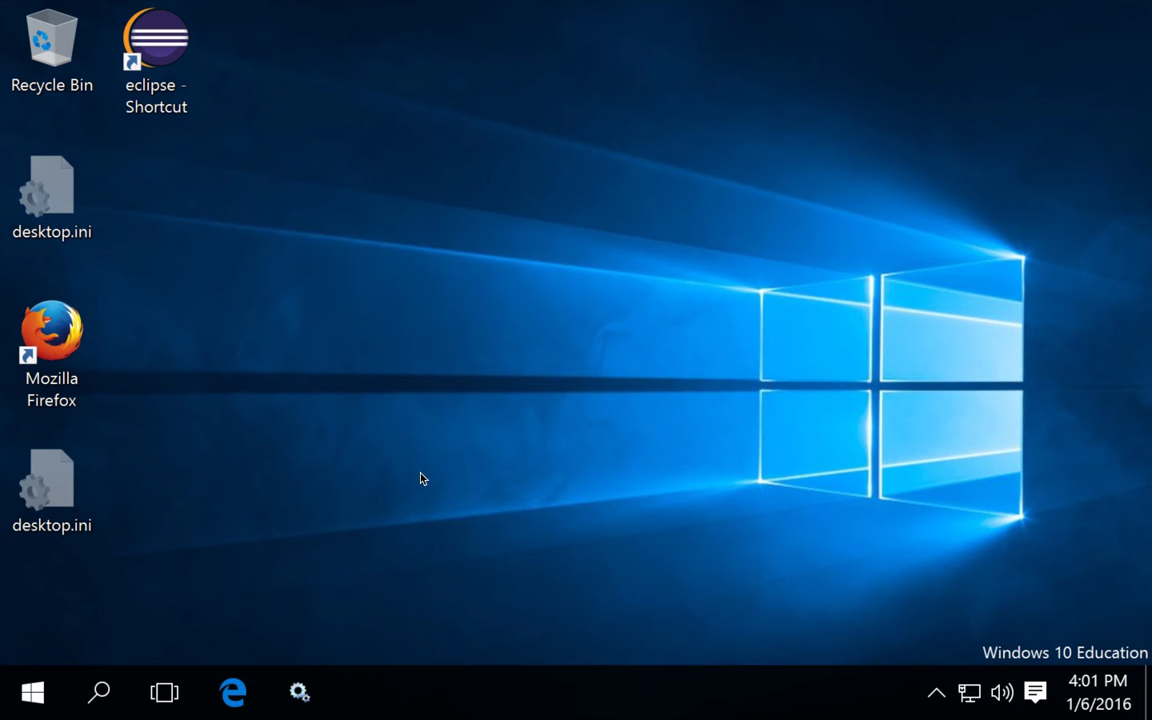 Recycle Bin
eclipse -
Shortcut
desktop.ini
Mozilla
Firefox
desktop.ini
Windows 10 Education
4:01 PM
1/6/2016